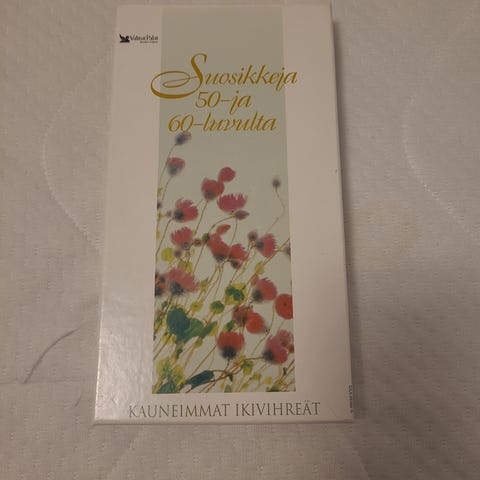 Valitut Palat
Suosikkeja
50-ja
60-luvulta
KAUNEIMMAT IKIVIHREÄT